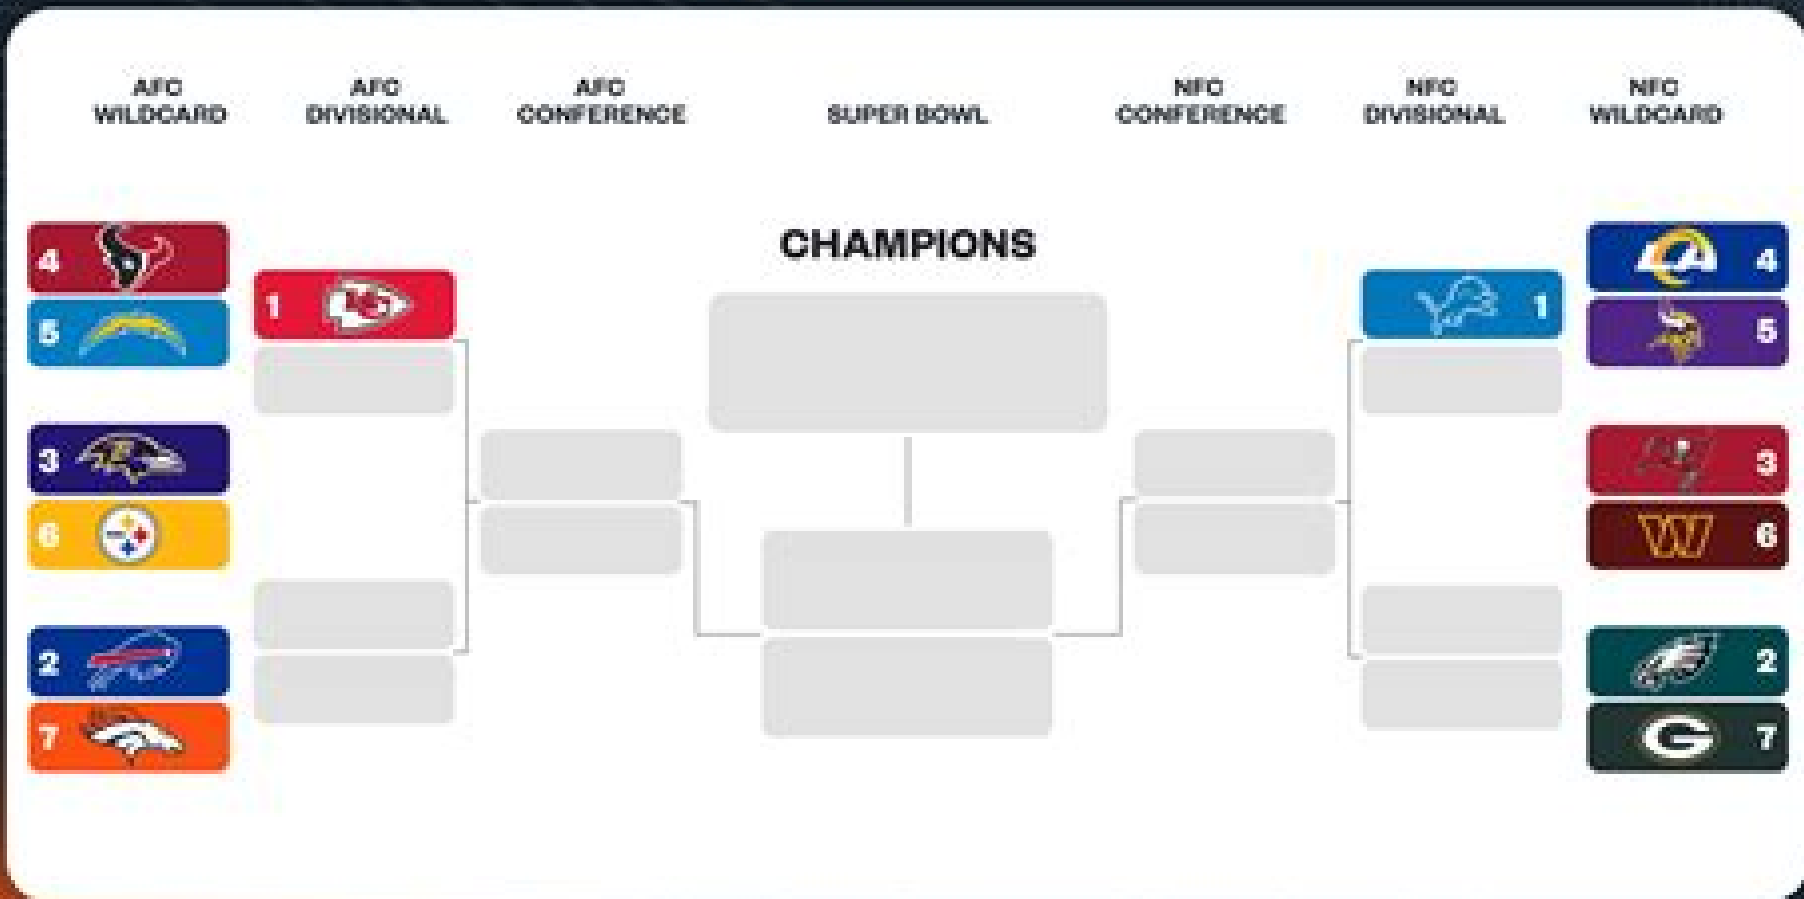 AFC
WILDCARD
AFC
DIVISIONAL
AFC
CONFERENCE
SUPER BOWL
NFC
CONFERENCE
NFC
DIVISIONAL
NFC
WILDCARD
CHAMPIONS
4
5
1
3
6
2
7
1
4
5
3
W 6
2
G 7